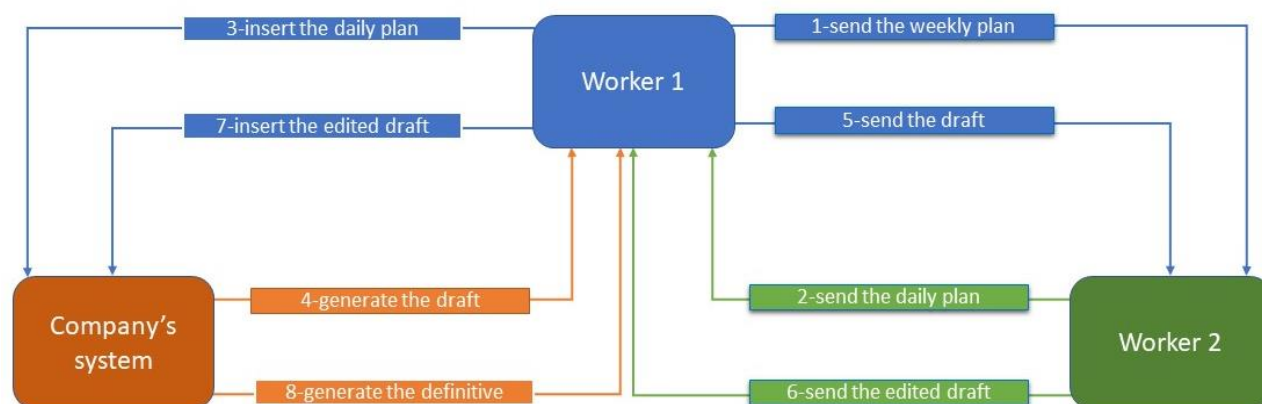 3-insert the daily plan
1-send the weekly plan
Worker 1
7-insert the edited draft
5-send the draft
4-generate the draft
2-send the daily plan
Company’s
system
Worker 2
8-generate the definitive
6-send the edited draft